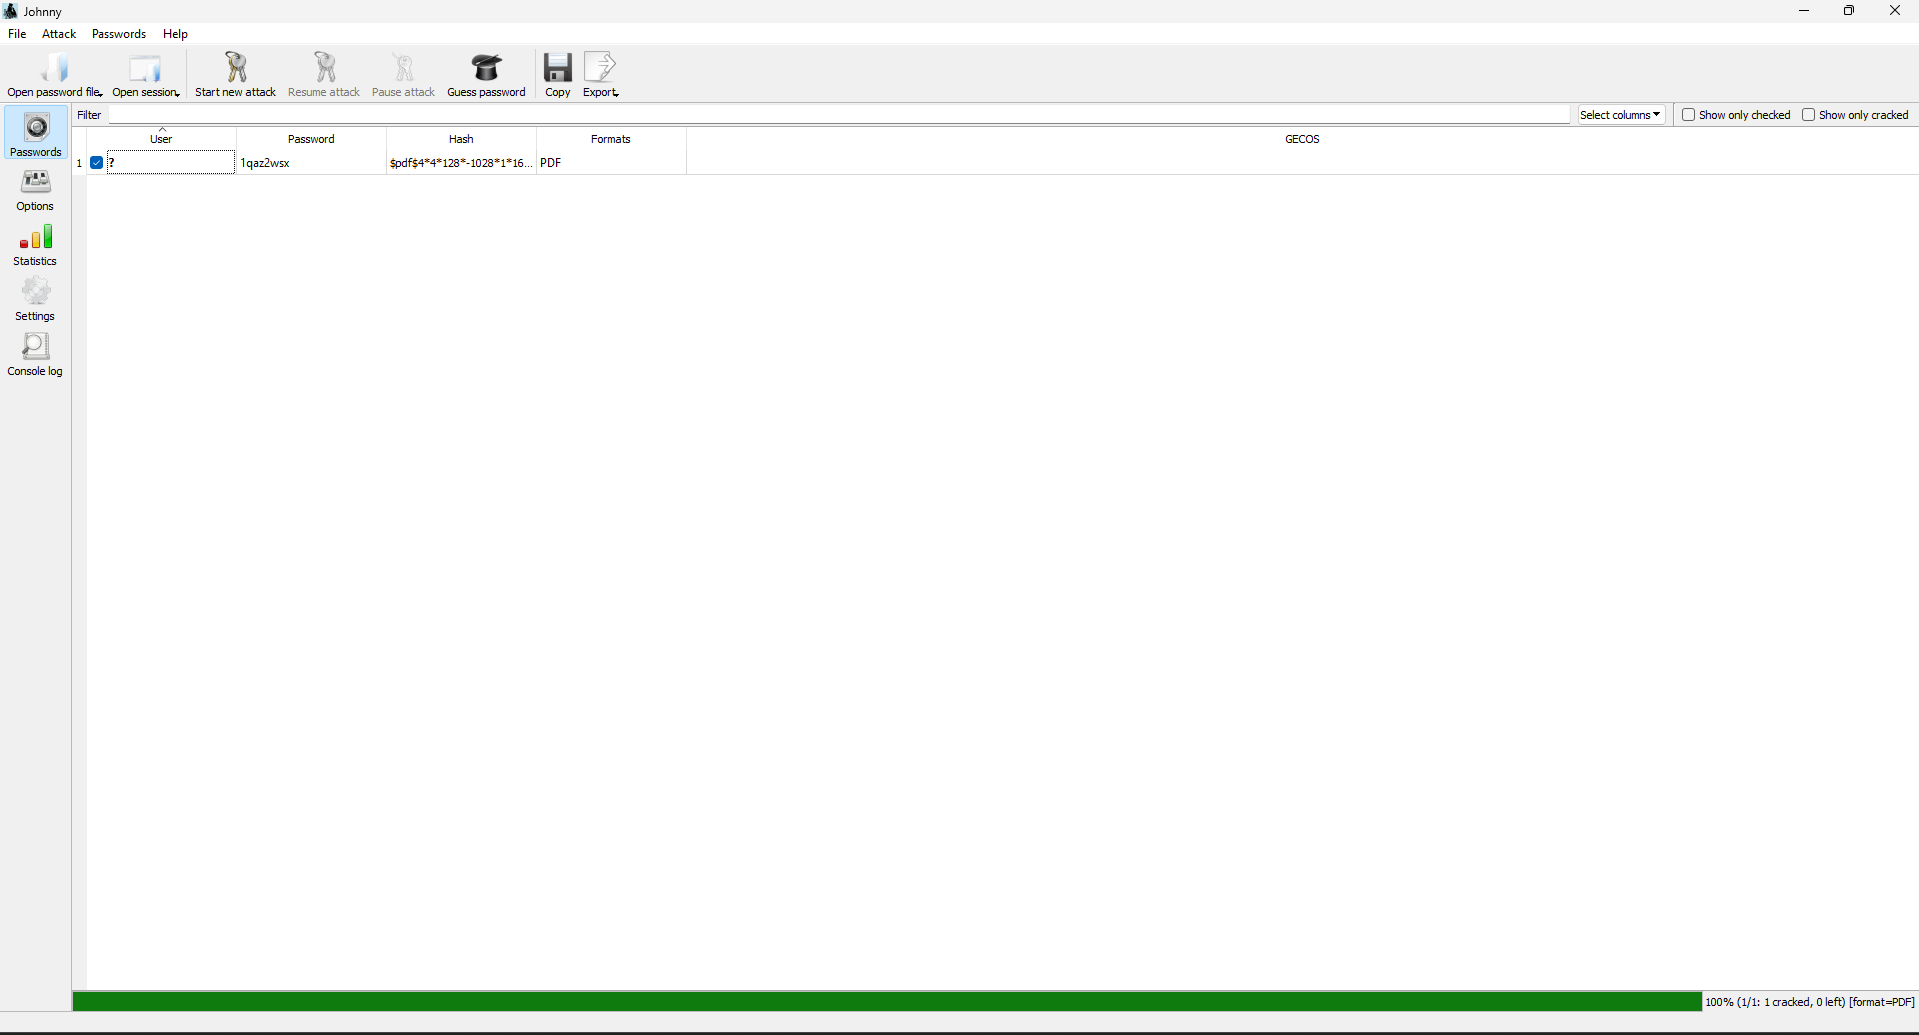 Johnny
File Attack Passwords Help
Open password file Open session Start new attack Resume attack Pause attack Guess password Copy Export
Passwords
Options
Statistics
Settings
Console log
Filter Select columns Show only checked Show only cracked
User Password Hash Formats GECOS
1 ? 1qaz2wsx $pdf$4*4*128*-1028*1*16... PDF
100% (1/1: 1 cracked, 0 left) [format=PDF]